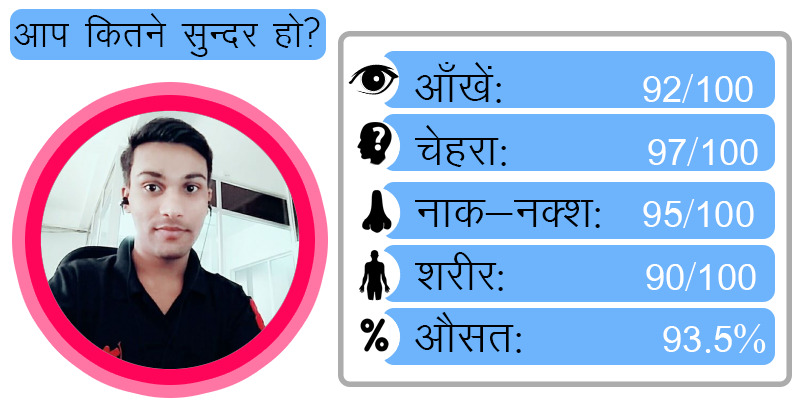 आप कितने सुन्दर हो?
आँखें: 92/100
चेहरा: 97/100
नाक–नक्श: 95/100
शरीर: 90/100
% औसत: 93.5%